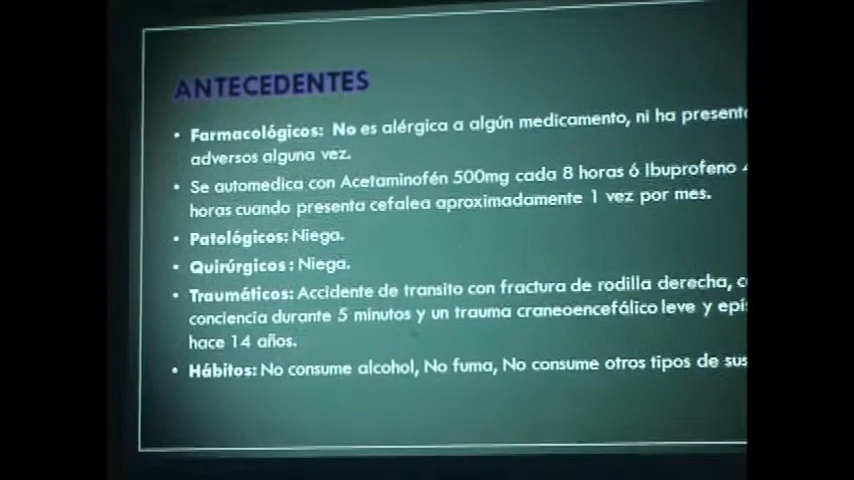 ANTECEDENTES
• Farmacológicos: No es alérgica a algún medicamento, ni ha
adversos alguna vez.
• Se automedica con Acetaminofén 500mg cada 8 horas ó Ibuprofeno
horas cuando presenta cefalea aproximadamente 1 vez por mes.
• Patológicos: Niega.
• Quirúrgicos: Niega.
• Traumáticos: Accidente de transito con fractura de rodilla derecha,
conciencia durante 5 minutos y un trauma craneoencefálico leve y
hace 14 años.
• Hábitos: No consume alcohol, No fuma, No consume otros tipos de